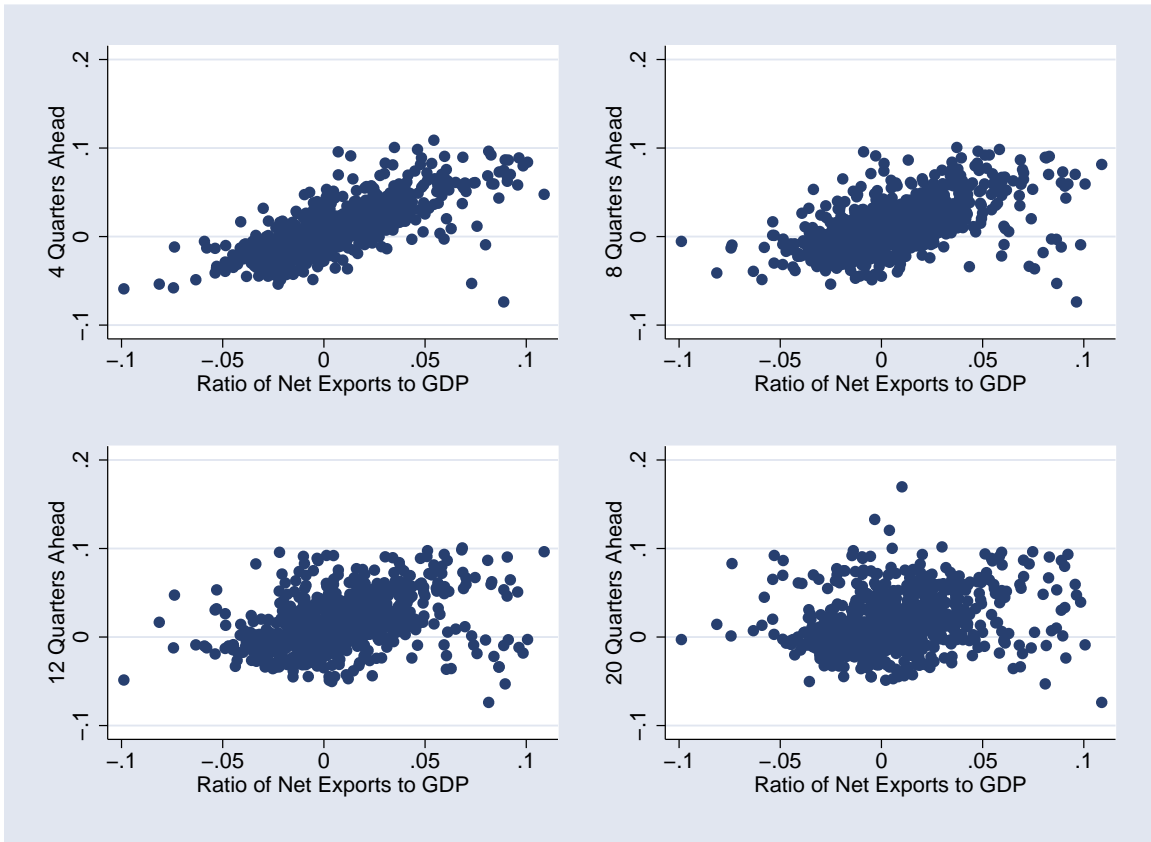 4 Quarters Ahead
.2
.1
0
−.1
−.1 −.05 0 .05 .1
Ratio of Net Exports to GDP
8 Quarters Ahead
.2
.1
0
−.1
−.1 −.05 0 .05 .1
Ratio of Net Exports to GDP
12 Quarters Ahead
.2
.1
0
−.1
−.1 −.05 0 .05 .1
Ratio of Net Exports to GDP
20 Quarters Ahead
.2
.1
0
−.1
−.1 −.05 0 .05 .1
Ratio of Net Exports to GDP